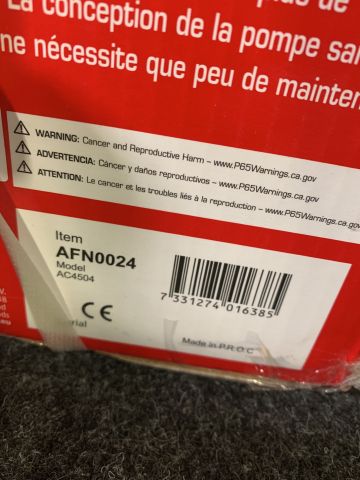 La conception de la pompe
ne nécessite que peu de
WARNING: Cancer and Reproductive Harm – www.P65Warnings.ca.gov
ADVERTENCIA: Cáncer y daños reproductivos – www.P65Warnings.ca.gov
ATTENTION: Le cancer et les troubles liés à la reproduction – www.P65Warnings.ca.gov
Item
AFN0024
Model
AC4504
7 331274 016385
CE
Made in P.R.O.C